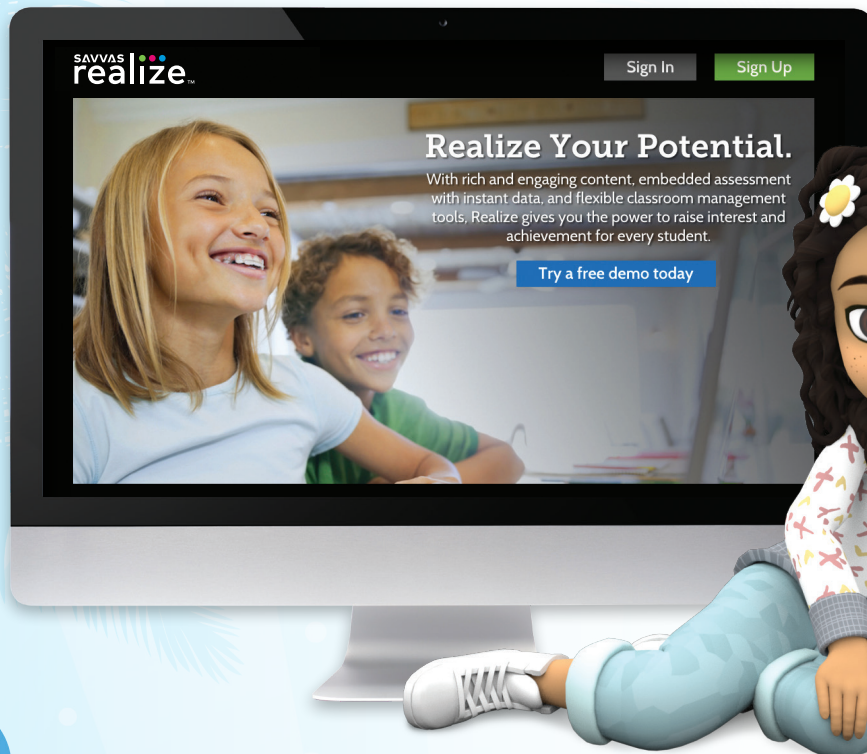 SAVVAS
realize™
Sign In
Sign Up
Realize Your Potential.
With rich and engaging content, embedded assessment
with instant data, and flexible classroom management
tools, Realize gives you the power to raise interest and
achievement for every student.
Try a free demo today